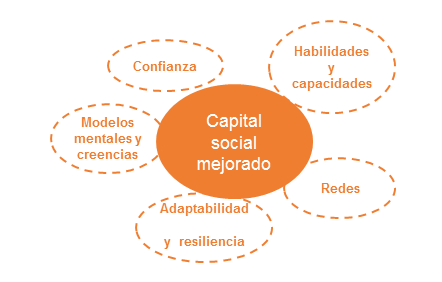 Habilidades
y
capacidades
Confianza
Capital
social
mejorado
Modelos
mentales y
creencias
Redes
Adaptabilidad
y resiliencia